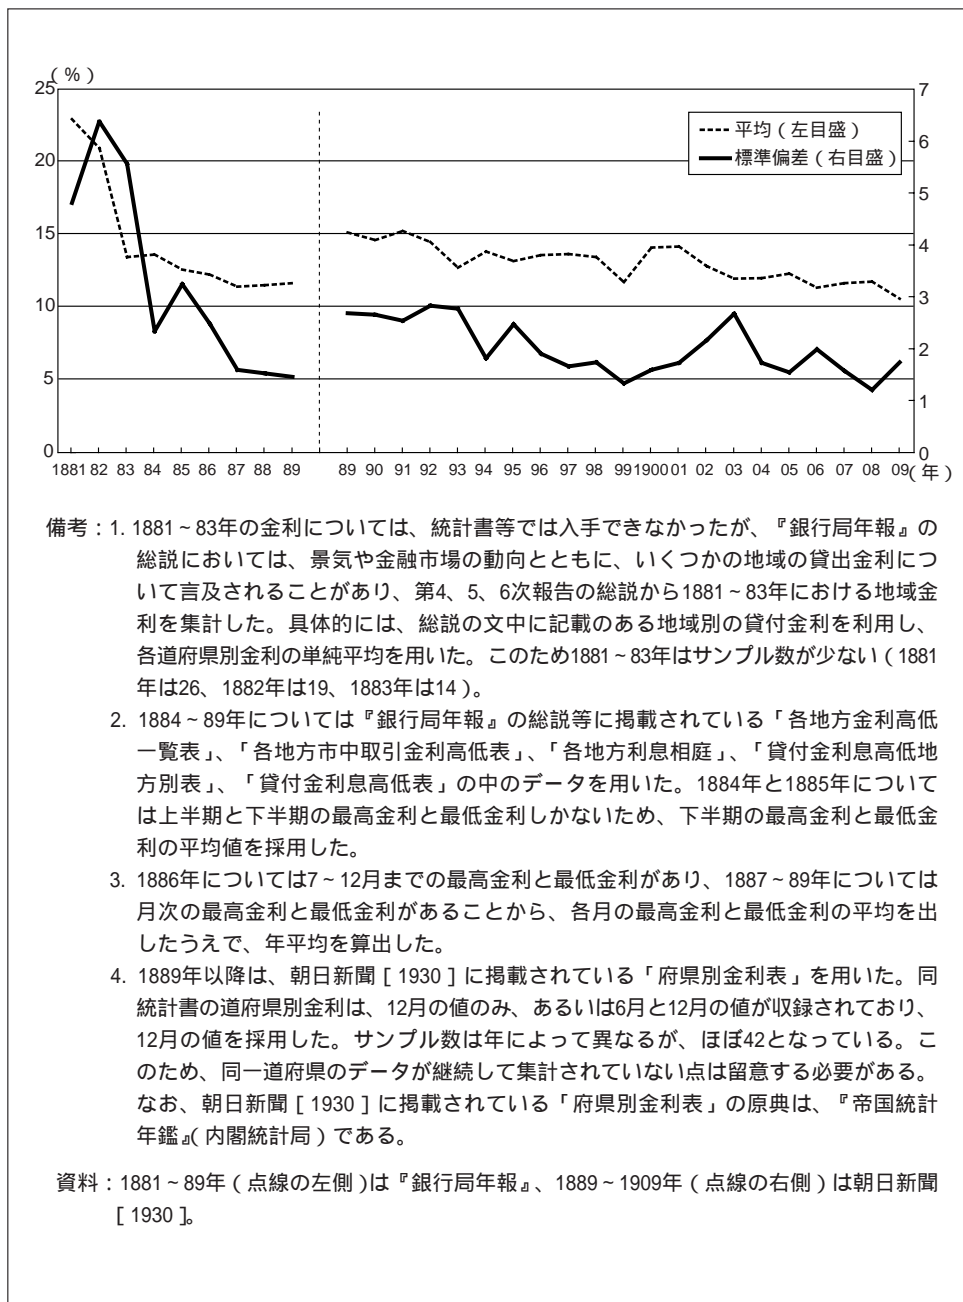 （％）
25
20
15
10
5
0
7
6
5
4
3
2
1
0
平均（左目盛）
標準偏差（右目盛）
1881 82 83 84 85 86 87 88 89 89 90 91 92 93 94 95 96 97 98 99 1900 01 02 03 04 05 06 07 08 09（年）
備考：1. 1881～83年の金利については、統計書等では入手できなかったが、『銀行局年報』の
総説においては、景気や金融市場の動向とともに、いくつかの地域の貸出金利につ
いて言及されることがあり、第4、5、6次報告の総説から1881～83年における地域金
利を集計した。具体的には、総説の文中に記載のある地域別の貸付金利を利用し、
各道府県別金利の単純平均を用いた。このため1881～83年はサンプル数が少ない（1881
年は26、1882年は19、1883年は14）。
2. 1884～89年については『銀行局年報』の総説等に掲載されている「各地方金利高低
一覧表」、「各地方市中取引金利高低表」、「各地方利息相庭」、「貸付金利息高低地
方別表」、「貸付金利息高低表」の中のデータを用いた。1884年と1885年について
は上半期と下半期の最高金利と最低金利しかないため、下半期の最高金利と最低金
利の平均値を採用した。
3. 1886年については7～12月までの最高金利と最低金利があり、1887～89年については
月次の最高金利と最低金利があることから、各月の最高金利と最低金利の平均を出
したうえで、年平均を算出した。
4. 1889年以降は、朝日新聞［1930］に掲載されている「府県別金利表」を用いた。同
統計書の道府県別金利は、12月の値のみ、あるいは6月と12月の値が収録されており、
12月の値を採用した。サンプル数は年によって異なるが、ほぼ42となっている。こ
のため、同一道府県のデータが継続して集計されていない点は留意する必要がある。
なお、朝日新聞［1930］に掲載されている「府県別金利表」の原典は、『帝国統計
年鑑』（内閣統計局）である。
資料：1881～89年（点線の左側）は『銀行局年報』、1889～1909年（点線の右側）は朝日新聞
［1930］。